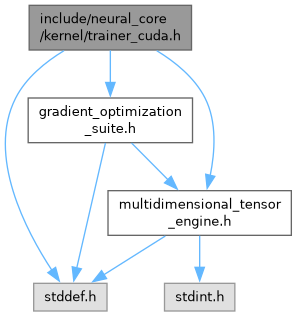 include/neural_core
/kernel/trainer_cuda.h
gradient_optimization
_suite.h
multidimensional_tensor
_engine.h
stddef.h
stdint.h